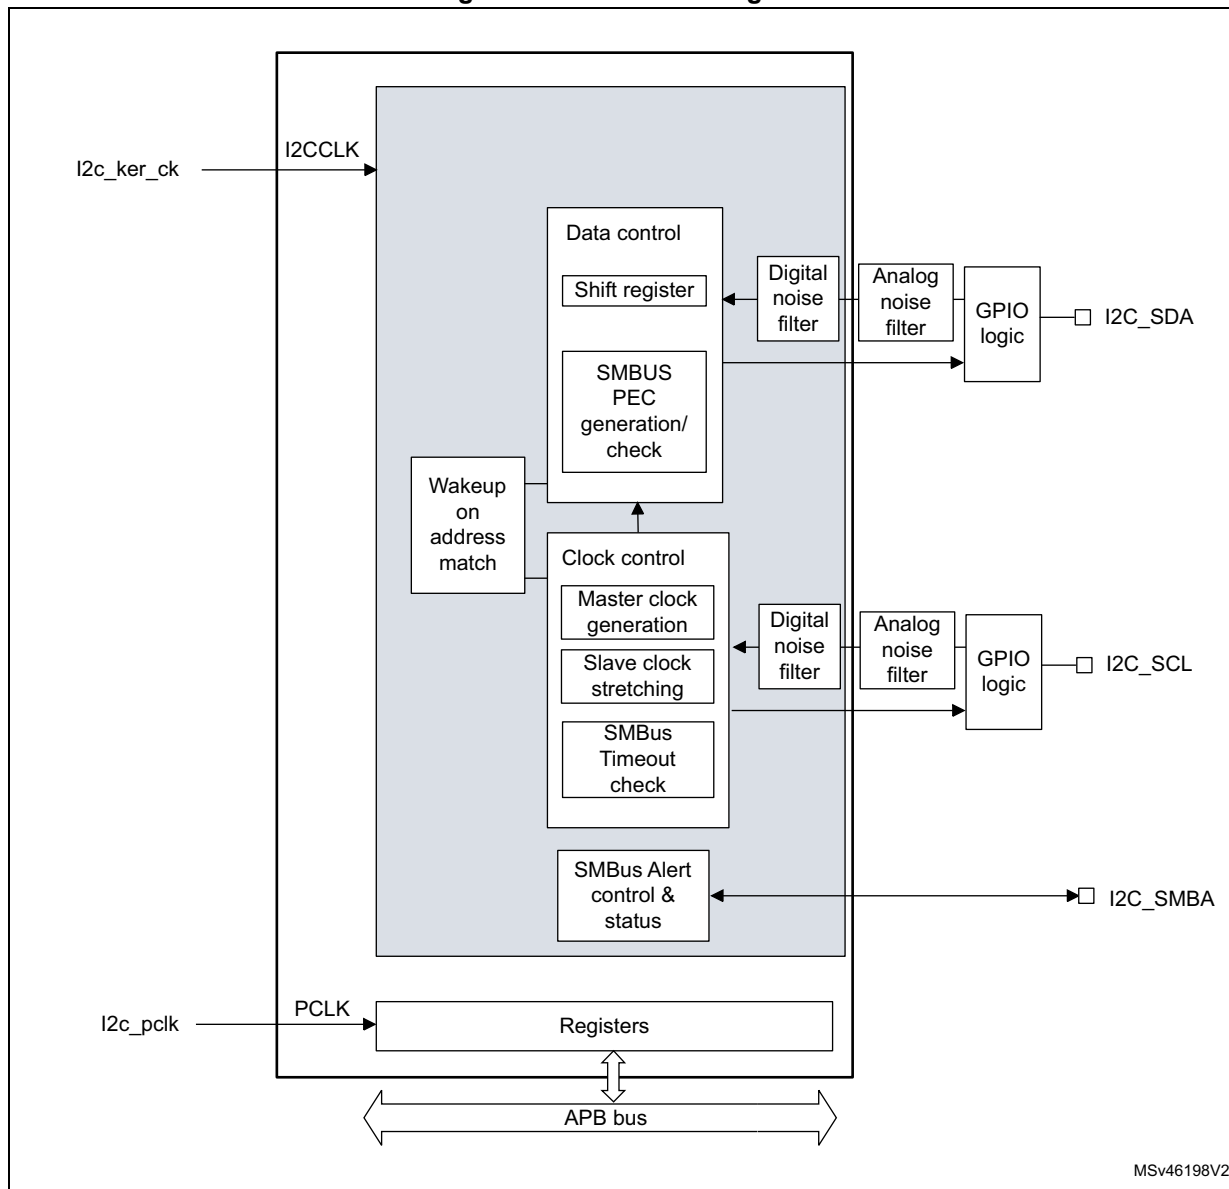 I2CCLK
I2c_ker_ck
Data control
Shift register
SMBUS
PEC
generation/
check
Digital
noise
filter
Analog
noise
filter
GPIO
logic
I2C_SDA
Wakeup
on
address
match
Clock control
Master clock
generation
Slave clock
stretching
SMBus
Timeout
check
Digital
noise
filter
Analog
noise
filter
GPIO
logic
I2C_SCL
SMBus Alert
control &
status
I2C_SMBA
PCLK
I2c_pclk
Registers
APB bus
MSv46198V2